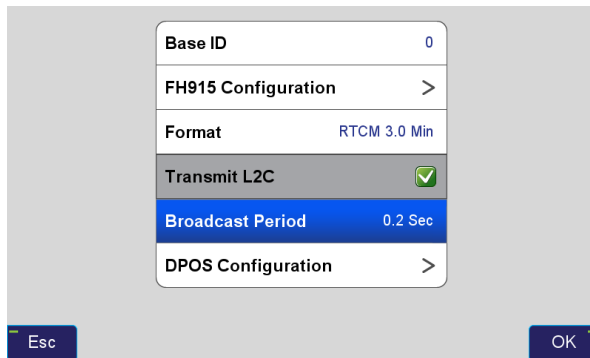 Base ID 0
FH915 Configuration >
Format RTCM 3.0 Min
Transmit L2C
Broadcast Period 0.2 Sec
DPOS Configuration >
Esc OK